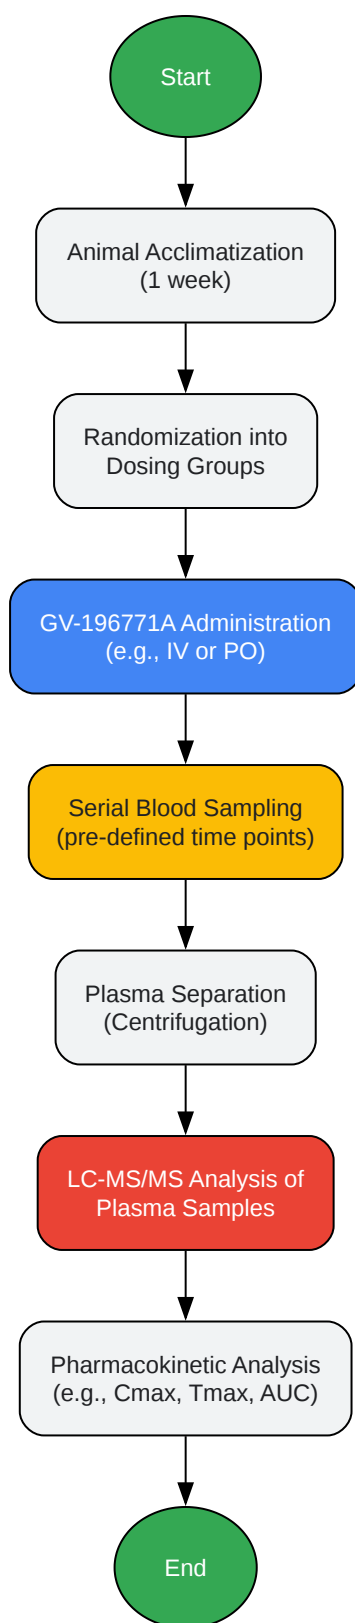 Start
Animal Acclimatization
(1 week)
Randomization into
Dosing Groups
GV-196771A Administration
(e.g., IV or PO)
Serial Blood Sampling
(pre-defined time points)
Plasma Separation
(Centrifugation)
LC-MS/MS Analysis of
Plasma Samples
Pharmacokinetic Analysis
(e.g., Cmax, Tmax, AUC)
End